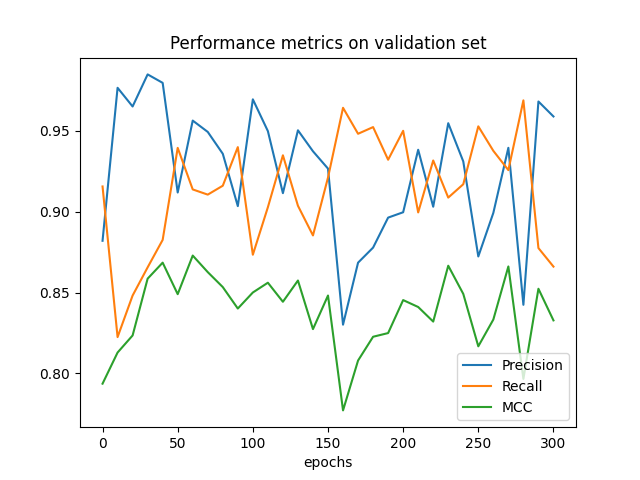 Performance metrics on validation set
0.95
0.90
0.85
0.80
Precision
Recall
MCC
0 50 100 150 200 250 300
epochs